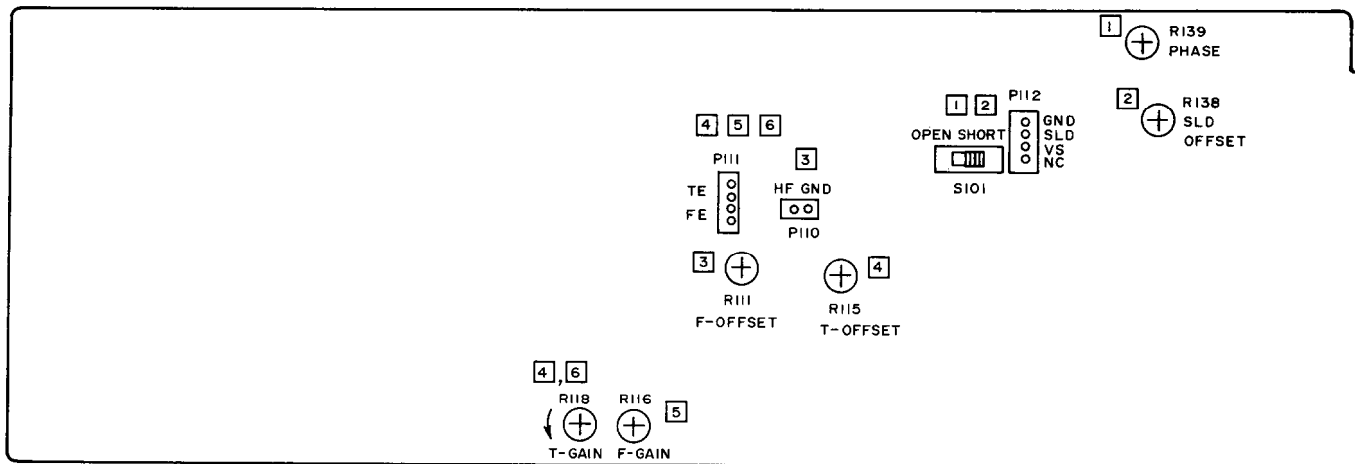 1 R139
PHASE
1 2 P112
GND
SLD
VS
NC
OPEN SHORT
S101
2 R138
SLD
OFFSET
4 5 6
P111
TE
FE
3
HF GND
P110
3
R111
F-OFFSET
4
R115
T-OFFSET
4 , 6
R118 R116
5
T-GAIN F-GAIN